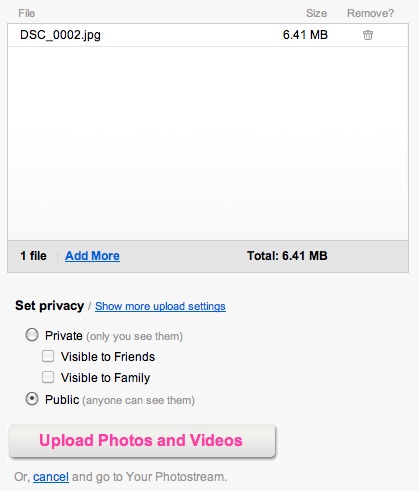 File Size Remove?
DSC_0002.jpg 6.41 MB
1 file | Add More Total: 6.41 MB
Set privacy / Show more upload settings
Private (only you see them)
Visible to Friends
Visible to Family
Public (anyone can see them)
Upload Photos and Videos
Or, cancel and go to Your Photostream.